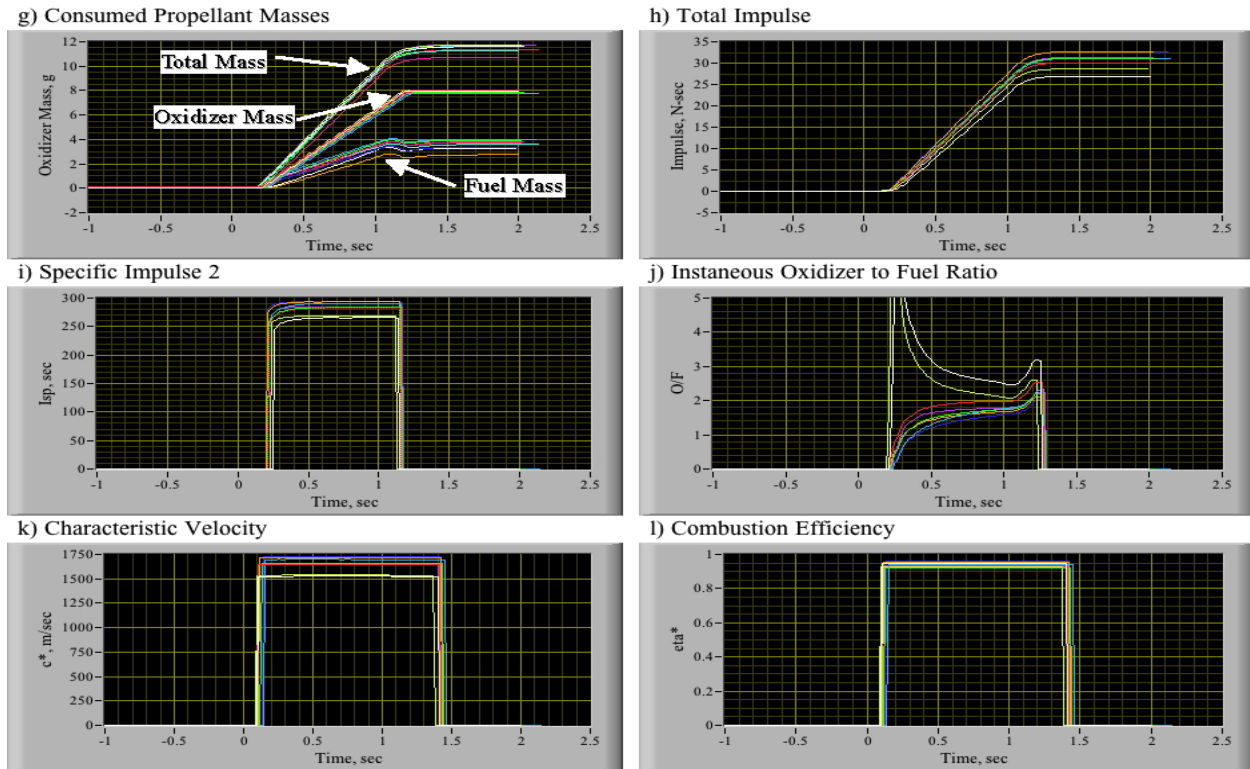 g) Consumed Propellant Masses
12
10
8
6
4
2
0
-2
Oxidizer Mass, g
Total Mass
Oxidizer Mass
Fuel Mass
-1 -0.5 0 0.5 1 1.5 2 2.5
Time, sec
h) Total Impulse
35
30
25
20
15
10
5
0
-5
Impulse, N-sec
-1 -0.5 0 0.5 1 1.5 2 2.5
Time, sec
i) Specific Impulse 2
300
250
200
150
100
50
0
Isp, sec
-1 -0.5 0 0.5 1 1.5 2 2.5
Time, sec
j) Instaneous Oxidizer to Fuel Ratio
5
4
3
2
1
0
O/F
-1 -0.5 0 0.5 1 1.5 2 2.5
Time, sec
k) Characteristic Velocity
1750
1500
1250
1000
750
500
250
0
c*, m/sec
-1 -0.5 0 0.5 1 1.5 2 2.5
Time, sec
l) Combustion Efficiency
1
0.8
0.6
0.4
0.2
0
eta*
-1 -0.5 0 0.5 1 1.5 2 2.5
Time, sec